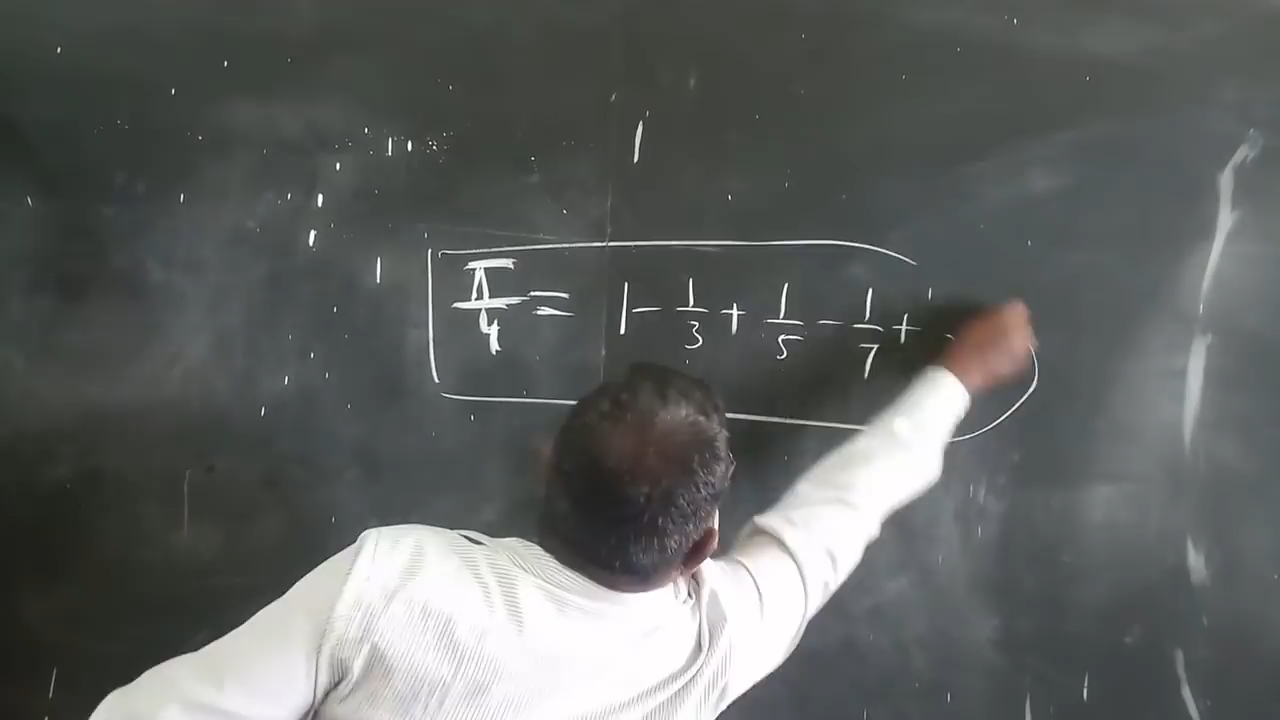 π/4 = 1 - 1/3 + 1/5 - 1/7 +